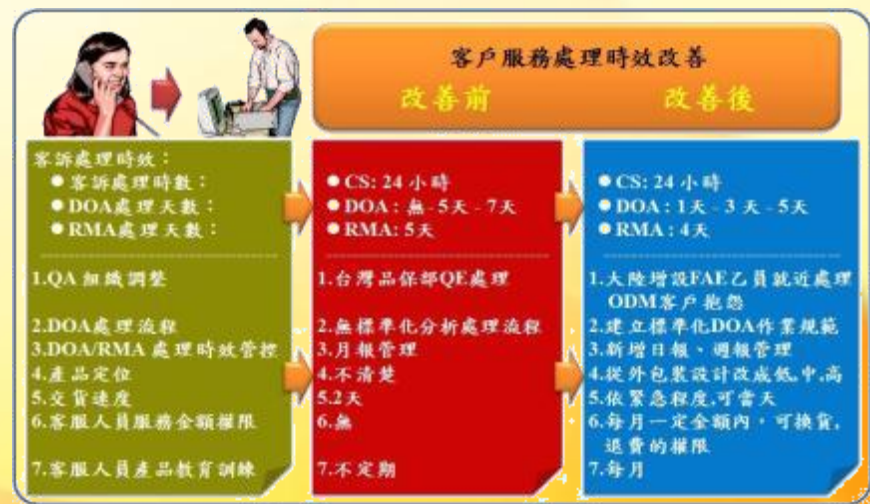 客戶服務處理時效改善
改善前
改善後
客訴處理時效：
● 客訴處理時數：
● DOA處理天數：
● RMA處理天數：
1.QA 組織調整
2.DOA處理流程
3.DOA/RMA 處理時效管控
4.產品定位
5.交貨速度
6.客服人員服務金額權限
7.客服人員產品教育訓練
● CS: 24 小時
● DOA : 無 - 5天 - 7天
● RMA: 5天
1.台灣品保部QE處理
2.無標準化分析處理流程
3.月報管理
4.不清楚
5.2天
6.無
7.不定期
● CS: 24 小時
● DOA : 1天 - 3 天 - 5天
● RMA : 4天
1.大陸增設FAE乙員就近處理
ODM客戶抱怨
2.建立標準化DOA作業規範
3.新增日報、週報管理
4.從外包裝設計改成低,中,高
5.依緊急程度,可當天
6.每月一定金額內，可換貨,
退費的權限
7.每月